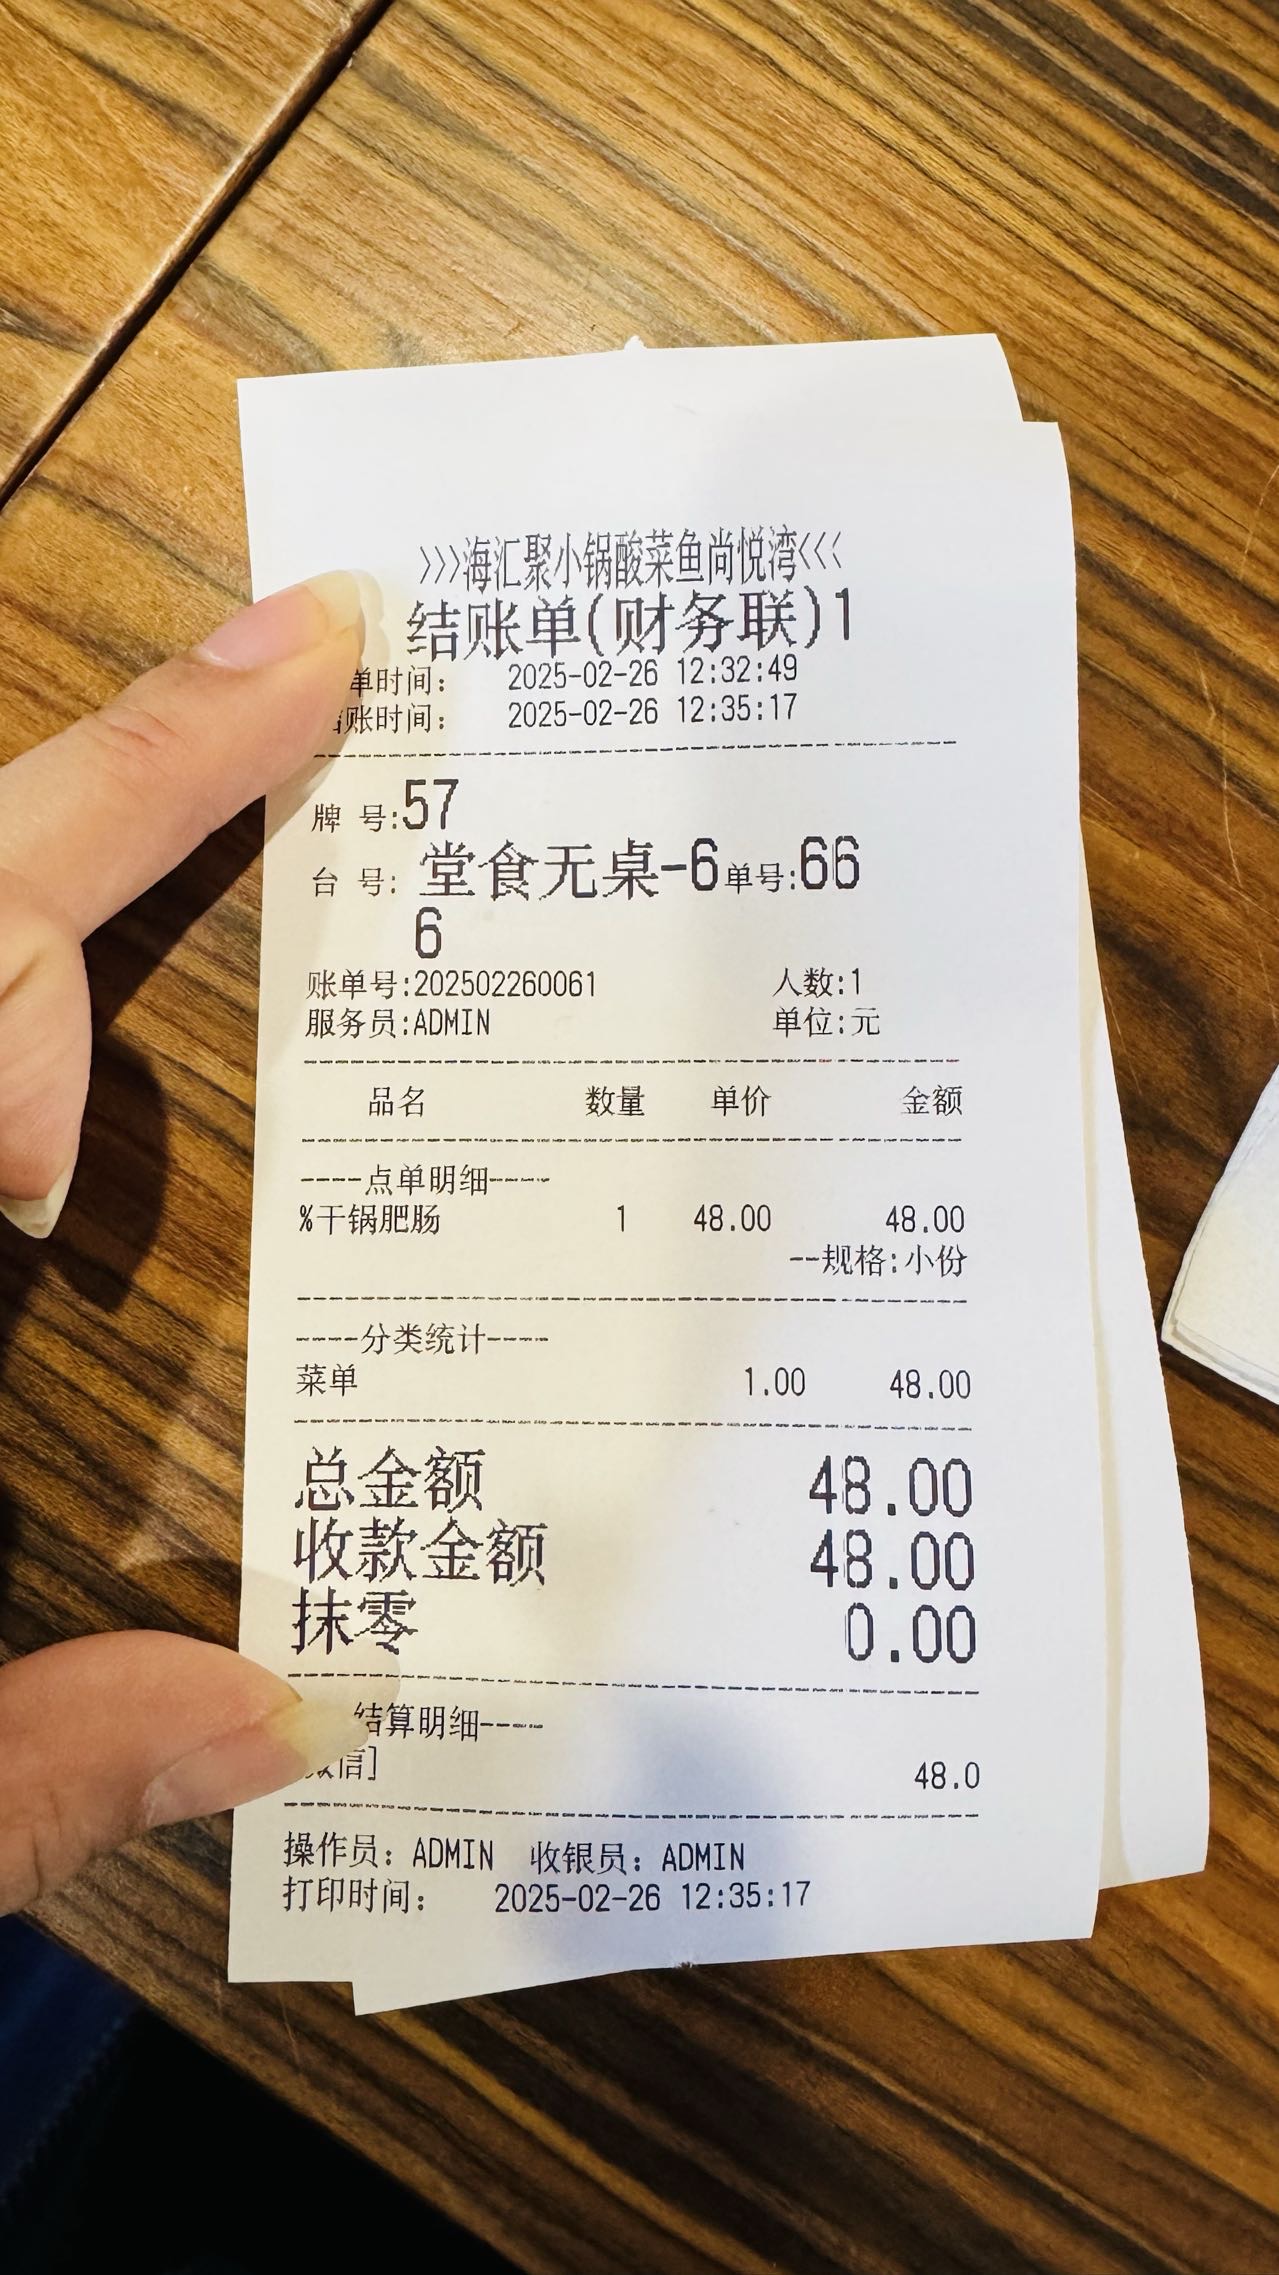 >>>海汇聚小锅酸菜鱼尚悦湾<<<
结账单(财务联)1
单时间： 2025-02-26 12:32:49
账时间： 2025-02-26 12:35:17
牌 号:57
台 号: 堂食无桌-6单号:66
6
账单号:202502260061 人数:1
服务员:ADMIN 单位:元
品名 数量 单价 金额
----点单明细----
%干锅肥肠 1 48.00 48.00
--规格:小份
----分类统计----
菜单 1.00 48.00
总金额 48.00
收款金额 48.00
抹零 0.00
结算明细----
信] 48.0
操作员：ADMIN 收银员：ADMIN
打印时间： 2025-02-26 12:35:17